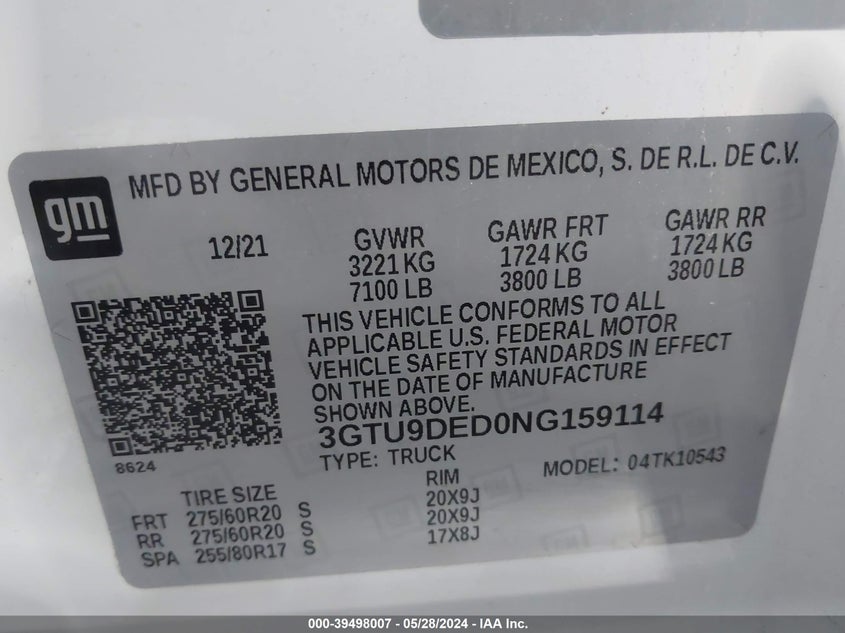 gm
MFD BY GENERAL MOTORS DE MEXICO, S. DE R.L. DE C.V.
12/21 GVWR GAWR FRT GAWR RR
3221 KG 1724 KG 1724 KG
7100 LB 3800 LB 3800 LB
THIS VEHICLE CONFORMS TO ALL
APPLICABLE U.S. FEDERAL MOTOR
VEHICLE SAFETY STANDARDS IN EFFECT
ON THE DATE OF MANUFACTURE
SHOWN ABOVE.
3GTU9DED0NG159114
8624
TYPE: TRUCK MODEL: 04TK10543
TIRE SIZE RIM
FRT 275/60R20 S 20X9J
RR 275/60R20 S 20X9J
SPA 255/80R17 S 17X8J
000-39498007 - 05/28/2024 - IAA Inc.